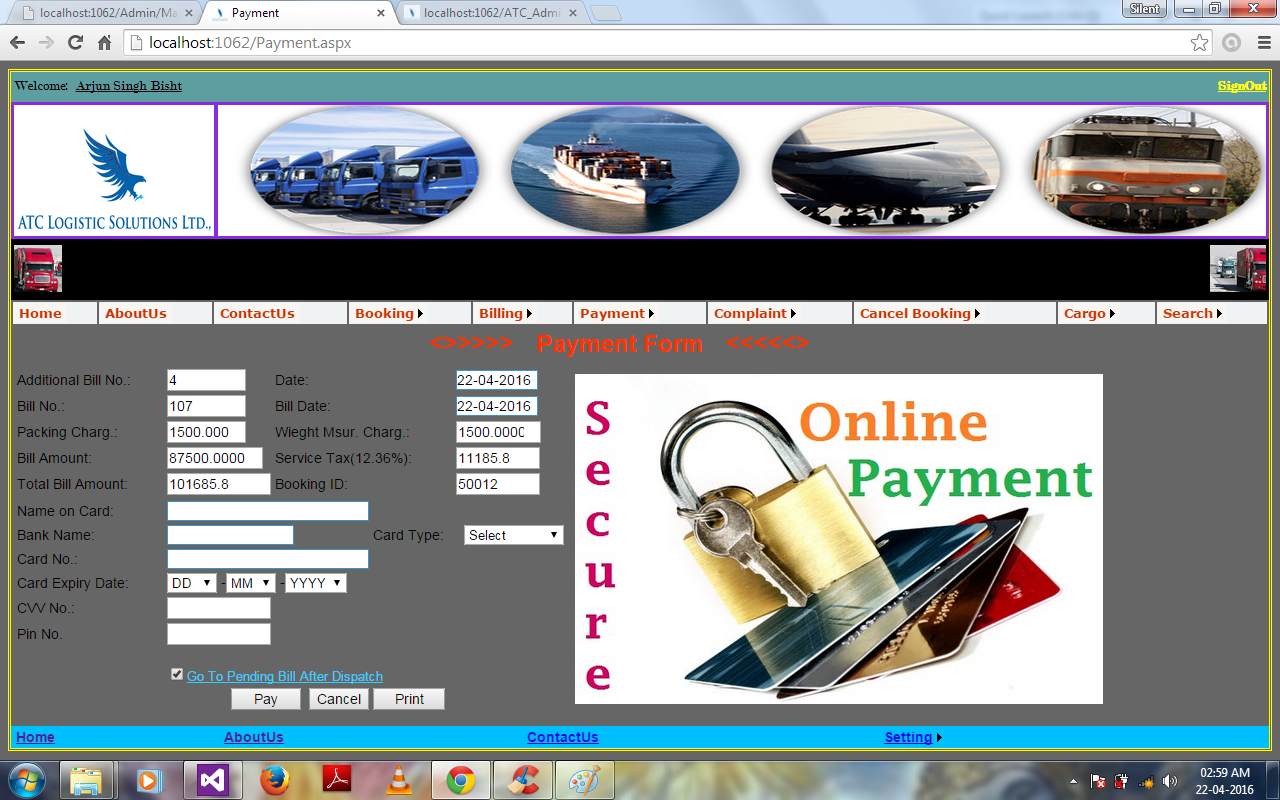 localhost:1062/Admin/Ma
Payment
localhost:1062/ATC_Admi
Silent
localhost:1062/Payment.aspx
Welcome: Arjun Singh Bisht
SignOut
ATC LOGISTIC SOLUTIONS LTD.,
Home AboutUs ContactUs Booking Billing Payment Complaint Cancel Booking Cargo Search
<>>>>> Payment Form <<<<<>
Additional Bill No.: 4 Date: 22-04-2016
Bill No.: 107 Bill Date: 22-04-2016
Packing Charg.: 1500.000 Wieght Msur. Charg.: 1500.0000
Bill Amount: 87500.0000 Service Tax(12.36%): 11185.8
Total Bill Amount: 101685.8 Booking ID: 50012
Name on Card:
Bank Name: Card Type: Select
Card No.:
Card Expiry Date: DD - MM - YYYY
CVV No.:
Pin No.
Go To Pending Bill After Dispatch
Pay Cancel Print
Secure
Online
Payment
Home AboutUs ContactUs Setting
02:59 AM
22-04-2016